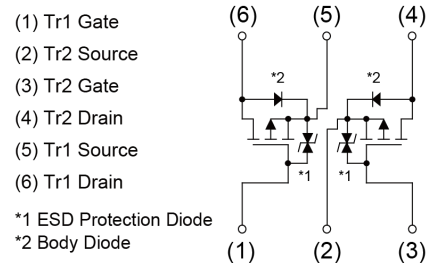 (1) Tr1 Gate
(2) Tr2 Source
(3) Tr2 Gate
(4) Tr2 Drain
(5) Tr1 Source
(6) Tr1 Drain
*1 ESD Protection Diode
*2 Body Diode
(6) (5) (4)
*2 *2
*1 *1
(1) (2) (3)